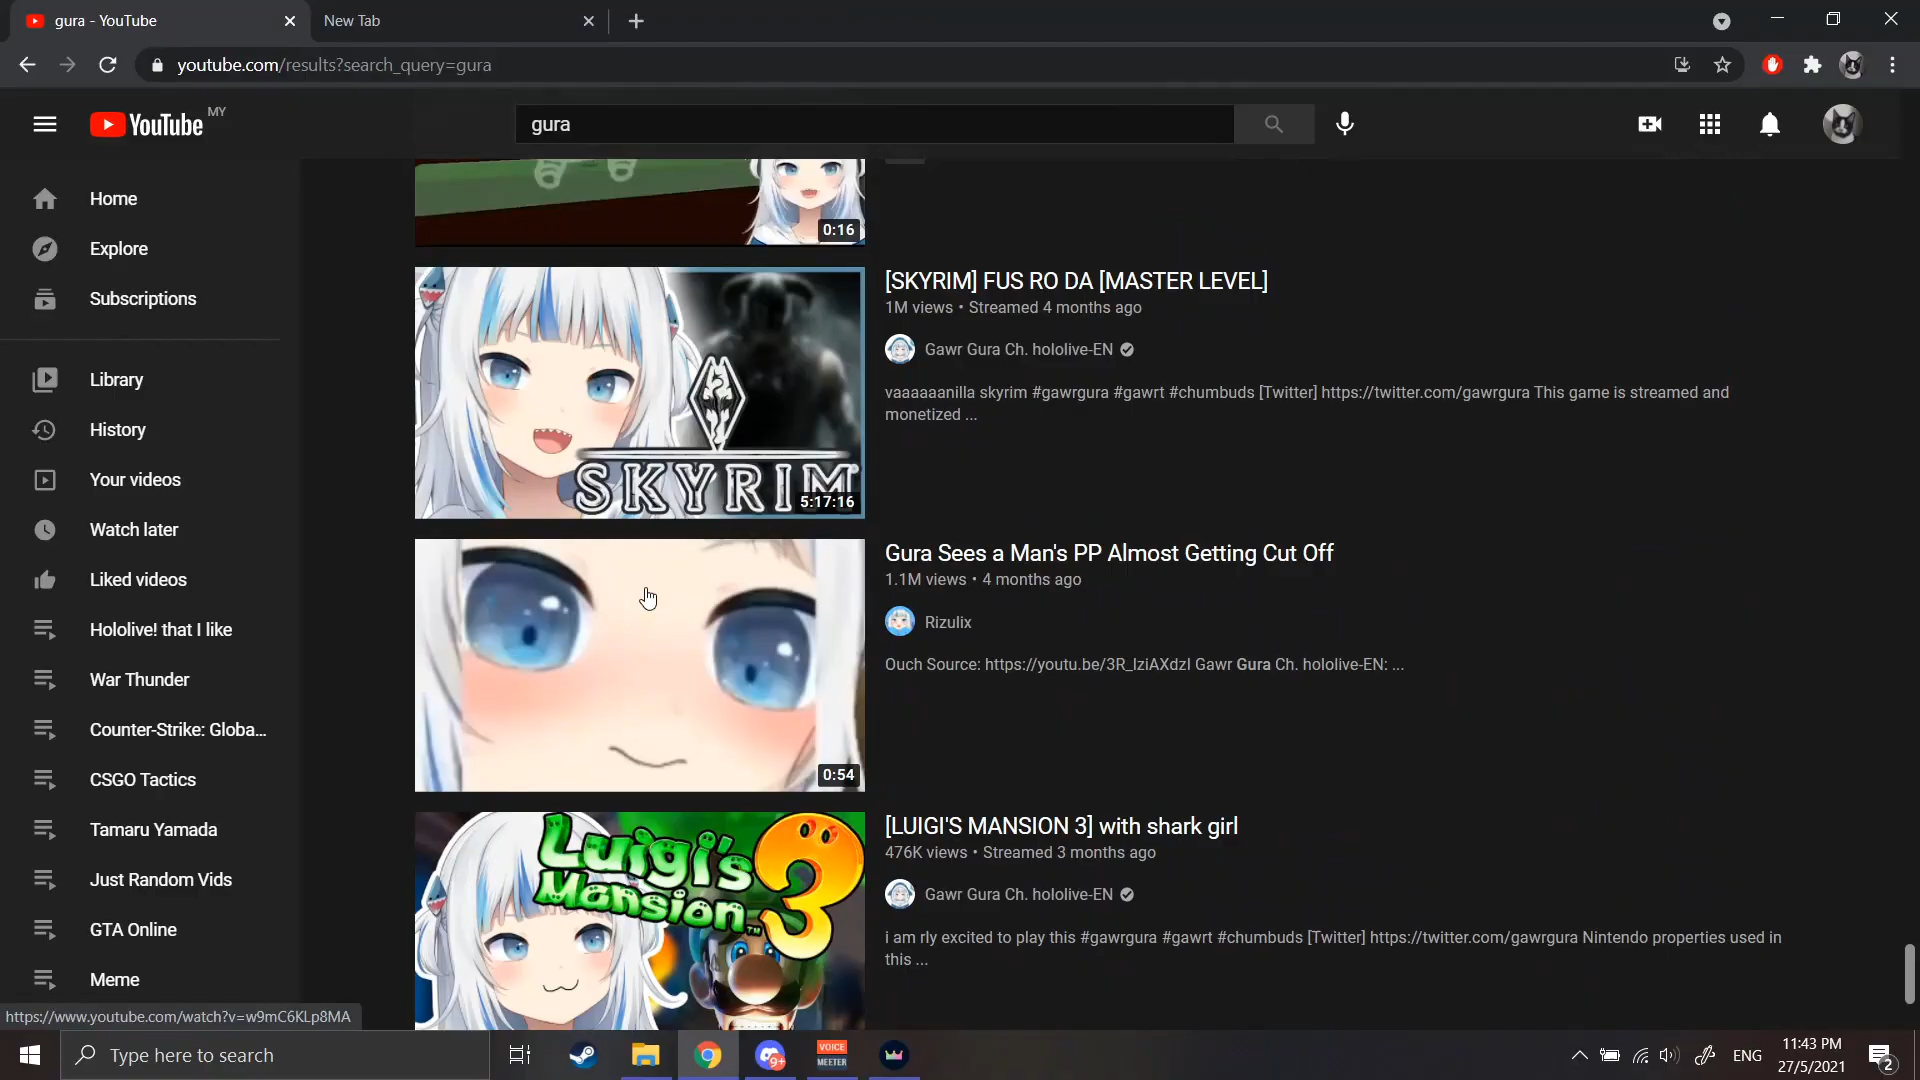 gura - YouTube
New Tab
youtube.com/results?search_query=gura
YouTube MY
gura
Home
Explore
Subscriptions
Library
History
Your videos
Watch later
Liked videos
Hololive! that I like
War Thunder
Counter-Strike: Globa...
CSGO Tactics
Tamaru Yamada
Just Random Vids
GTA Online
Meme
0:16
SKYRIM
5:17:16
[SKYRIM] FUS RO DA [MASTER LEVEL]
1M views • Streamed 4 months ago
Gawr Gura Ch. hololive-EN
vaaaaaanilla skyrim #gawrgura #gawrt #chumbuds [Twitter] https://twitter.com/gawrgura This game is streamed and
monetized ...
0:54
Gura Sees a Man's PP Almost Getting Cut Off
1.1M views • 4 months ago
Rizulix
Ouch Source: https://youtu.be/3R_IziAXdzI Gawr Gura Ch. hololive-EN: ...
Luigi's
Mansion 3
TM
[LUIGI'S MANSION 3] with shark girl
476K views • Streamed 3 months ago
Gawr Gura Ch. hololive-EN
i am rly excited to play this #gawrgura #gawrt #chumbuds [Twitter] https://twitter.com/gawrgura Nintendo properties used in
this ...
https://www.youtube.com/watch?v=w9mC6KLp8MA
Type here to search
9+
VOICE
MEETER
ENG
11:43 PM
27/5/2021
2